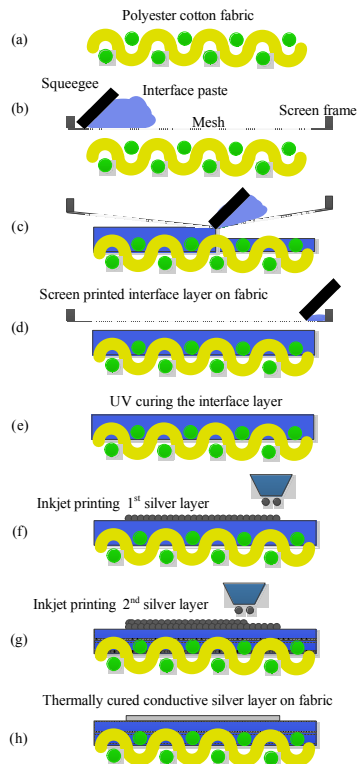 Polyester cotton fabric
(a)
Squeegee
Interface paste
(b)
Screen frame
Mesh
(c)
Screen printed interface layer on fabric
(d)
UV curing the interface layer
(e)
Inkjet printing 1st silver layer
(f)
Inkjet printing 2nd silver layer
(g)
Thermally cured conductive silver layer on fabric
(h)